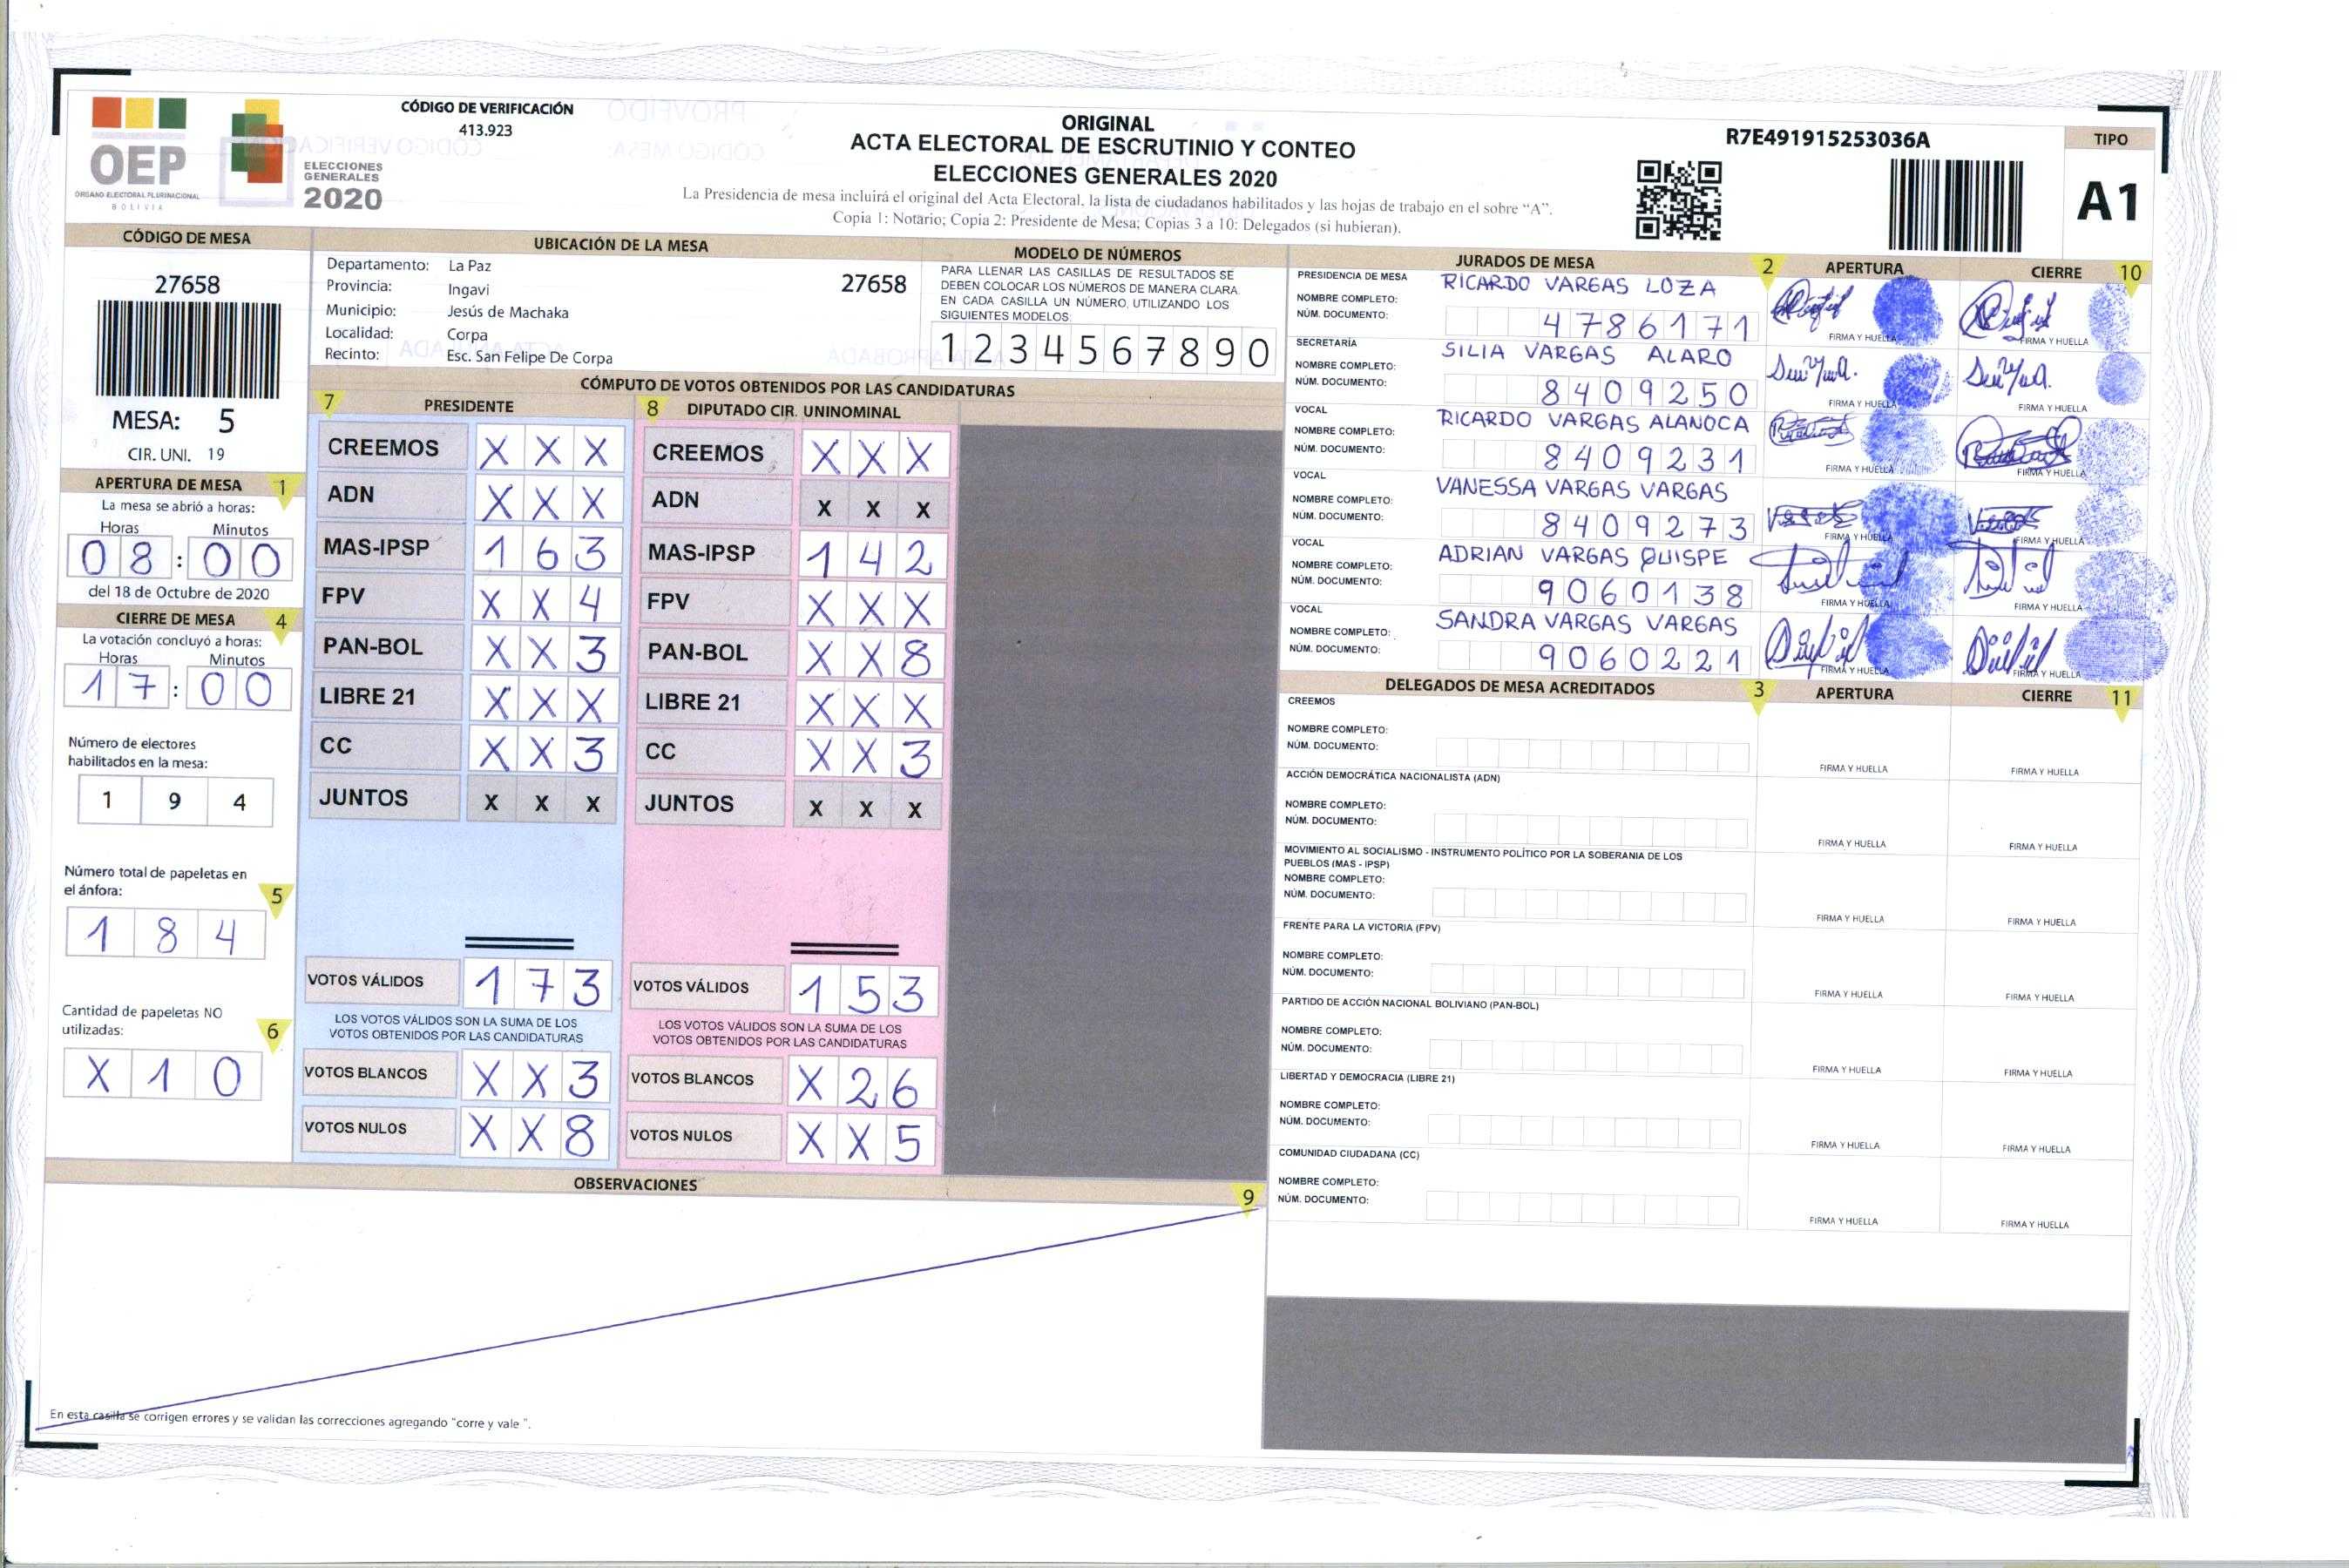 OEP
ÓRGANO ELECTORAL PLURINACIONAL
BOLIVIA
ELECCIONES
GENERALES
2020
CÓDIGO DE VERIFICACIÓN
413.923
ORIGINAL
ACTA ELECTORAL DE ESCRUTINIO Y CONTEO
ELECCIONES GENERALES 2020
La Presidencia de mesa incluirá el original del Acta Electoral, la lista de ciudadanos habilitados y las hojas de trabajo en el sobre “A”.
Copia 1: Notario; Copia 2: Presidente de Mesa; Copias 3 a 10: Delegados (si hubieran).
R7E491915253036A
TIPO
A1
CÓDIGO DE MESA
27658
MESA: 5
CIR. UNI. 19
APERTURA DE MESA 1
La mesa se abrió a horas:
Horas Minutos
08:00
del 18 de Octubre de 2020
CIERRE DE MESA 4
La votación concluyó a horas:
Horas Minutos
17:00
Número de electores
habilitados en la mesa:
1 9 4
Número total de papeletas en
el ánfora: 5
1 8 4
Cantidad de papeletas NO
utilizadas: 6
X 1 0
UBICACIÓN DE LA MESA
Departamento: La Paz 27658
Provincia: Ingavi
Municipio: Jesús de Machaka
Localidad: Corpa
Recinto: Esc. San Felipe De Corpa
MODELO DE NÚMEROS
PARA LLENAR LAS CASILLAS DE RESULTADOS SE
DEBEN COLOCAR LOS NÚMEROS DE MANERA CLARA.
EN CADA CASILLA UN NÚMERO, UTILIZANDO LOS
SIGUIENTES MODELOS:
1 2 3 4 5 6 7 8 9 0
CÓMPUTO DE VOTOS OBTENIDOS POR LAS CANDIDATURAS
7 PRESIDENTE
CREEMOS X X X
ADN X X X
MAS-IPSP 1 6 3
FPV X X 4
PAN-BOL X X 3
LIBRE 21 X X X
CC X X 3
JUNTOS X X X
VOTOS VÁLIDOS 1 7 3
LOS VOTOS VÁLIDOS SON LA SUMA DE LOS
VOTOS OBTENIDOS POR LAS CANDIDATURAS
VOTOS BLANCOS X X 3
VOTOS NULOS X X 8
8 DIPUTADO CIR. UNINOMINAL
CREEMOS X X X
ADN X X X
MAS-IPSP 1 4 2
FPV X X X
PAN-BOL X X 8
LIBRE 21 X X X
CC X X 3
JUNTOS X X X
VOTOS VÁLIDOS 1 5 3
LOS VOTOS VÁLIDOS SON LA SUMA DE LOS
VOTOS OBTENIDOS POR LAS CANDIDATURAS
VOTOS BLANCOS X 2 6
VOTOS NULOS X X 5
OBSERVACIONES
9
En esta casilla se corrigen errores y se validan las correcciones agregando "corre y vale ".
JURADOS DE MESA 2 APERTURA CIERRE 10
PRESIDENCIA DE MESA
NOMBRE COMPLETO: RICARDO VARGAS LOZA
NÚM. DOCUMENTO: 4786171
FIRMA Y HUELLA FIRMA Y HUELLA
SECRETARÍA
NOMBRE COMPLETO: SILIA VARGAS ALARO
NÚM. DOCUMENTO: 8409250
FIRMA Y HUELLA FIRMA Y HUELLA
VOCAL
NOMBRE COMPLETO: RICARDO VARGAS ALANOCA
NÚM. DOCUMENTO: 8409231
FIRMA Y HUELLA FIRMA Y HUELLA
VOCAL
NOMBRE COMPLETO: VANESSA VARGAS VARGAS
NÚM. DOCUMENTO: 8409273
FIRMA Y HUELLA FIRMA Y HUELLA
VOCAL
NOMBRE COMPLETO: ADRIAN VARGAS QUISPE
NÚM. DOCUMENTO: 9060138
FIRMA Y HUELLA FIRMA Y HUELLA
VOCAL
NOMBRE COMPLETO: SANDRA VARGAS VARGAS
NÚM. DOCUMENTO: 9060221
FIRMA Y HUELLA FIRMA Y HUELLA
DELEGADOS DE MESA ACREDITADOS 3 APERTURA CIERRE 11
CREEMOS
NOMBRE COMPLETO:
NÚM. DOCUMENTO:
FIRMA Y HUELLA FIRMA Y HUELLA
ACCIÓN DEMOCRÁTICA NACIONALISTA (ADN)
NOMBRE COMPLETO:
NÚM. DOCUMENTO:
FIRMA Y HUELLA FIRMA Y HUELLA
MOVIMIENTO AL SOCIALISMO - INSTRUMENTO POLÍTICO POR LA SOBERANIA DE LOS
PUEBLOS (MAS - IPSP)
NOMBRE COMPLETO:
NÚM. DOCUMENTO:
FIRMA Y HUELLA FIRMA Y HUELLA
FRENTE PARA LA VICTORIA (FPV)
NOMBRE COMPLETO:
NÚM. DOCUMENTO:
FIRMA Y HUELLA FIRMA Y HUELLA
PARTIDO DE ACCIÓN NACIONAL BOLIVIANO (PAN-BOL)
NOMBRE COMPLETO:
NÚM. DOCUMENTO:
FIRMA Y HUELLA FIRMA Y HUELLA
LIBERTAD Y DEMOCRACIA (LIBRE 21)
NOMBRE COMPLETO:
NÚM. DOCUMENTO:
FIRMA Y HUELLA FIRMA Y HUELLA
COMUNIDAD CIUDADANA (CC)
NOMBRE COMPLETO:
NÚM. DOCUMENTO:
FIRMA Y HUELLA FIRMA Y HUELLA